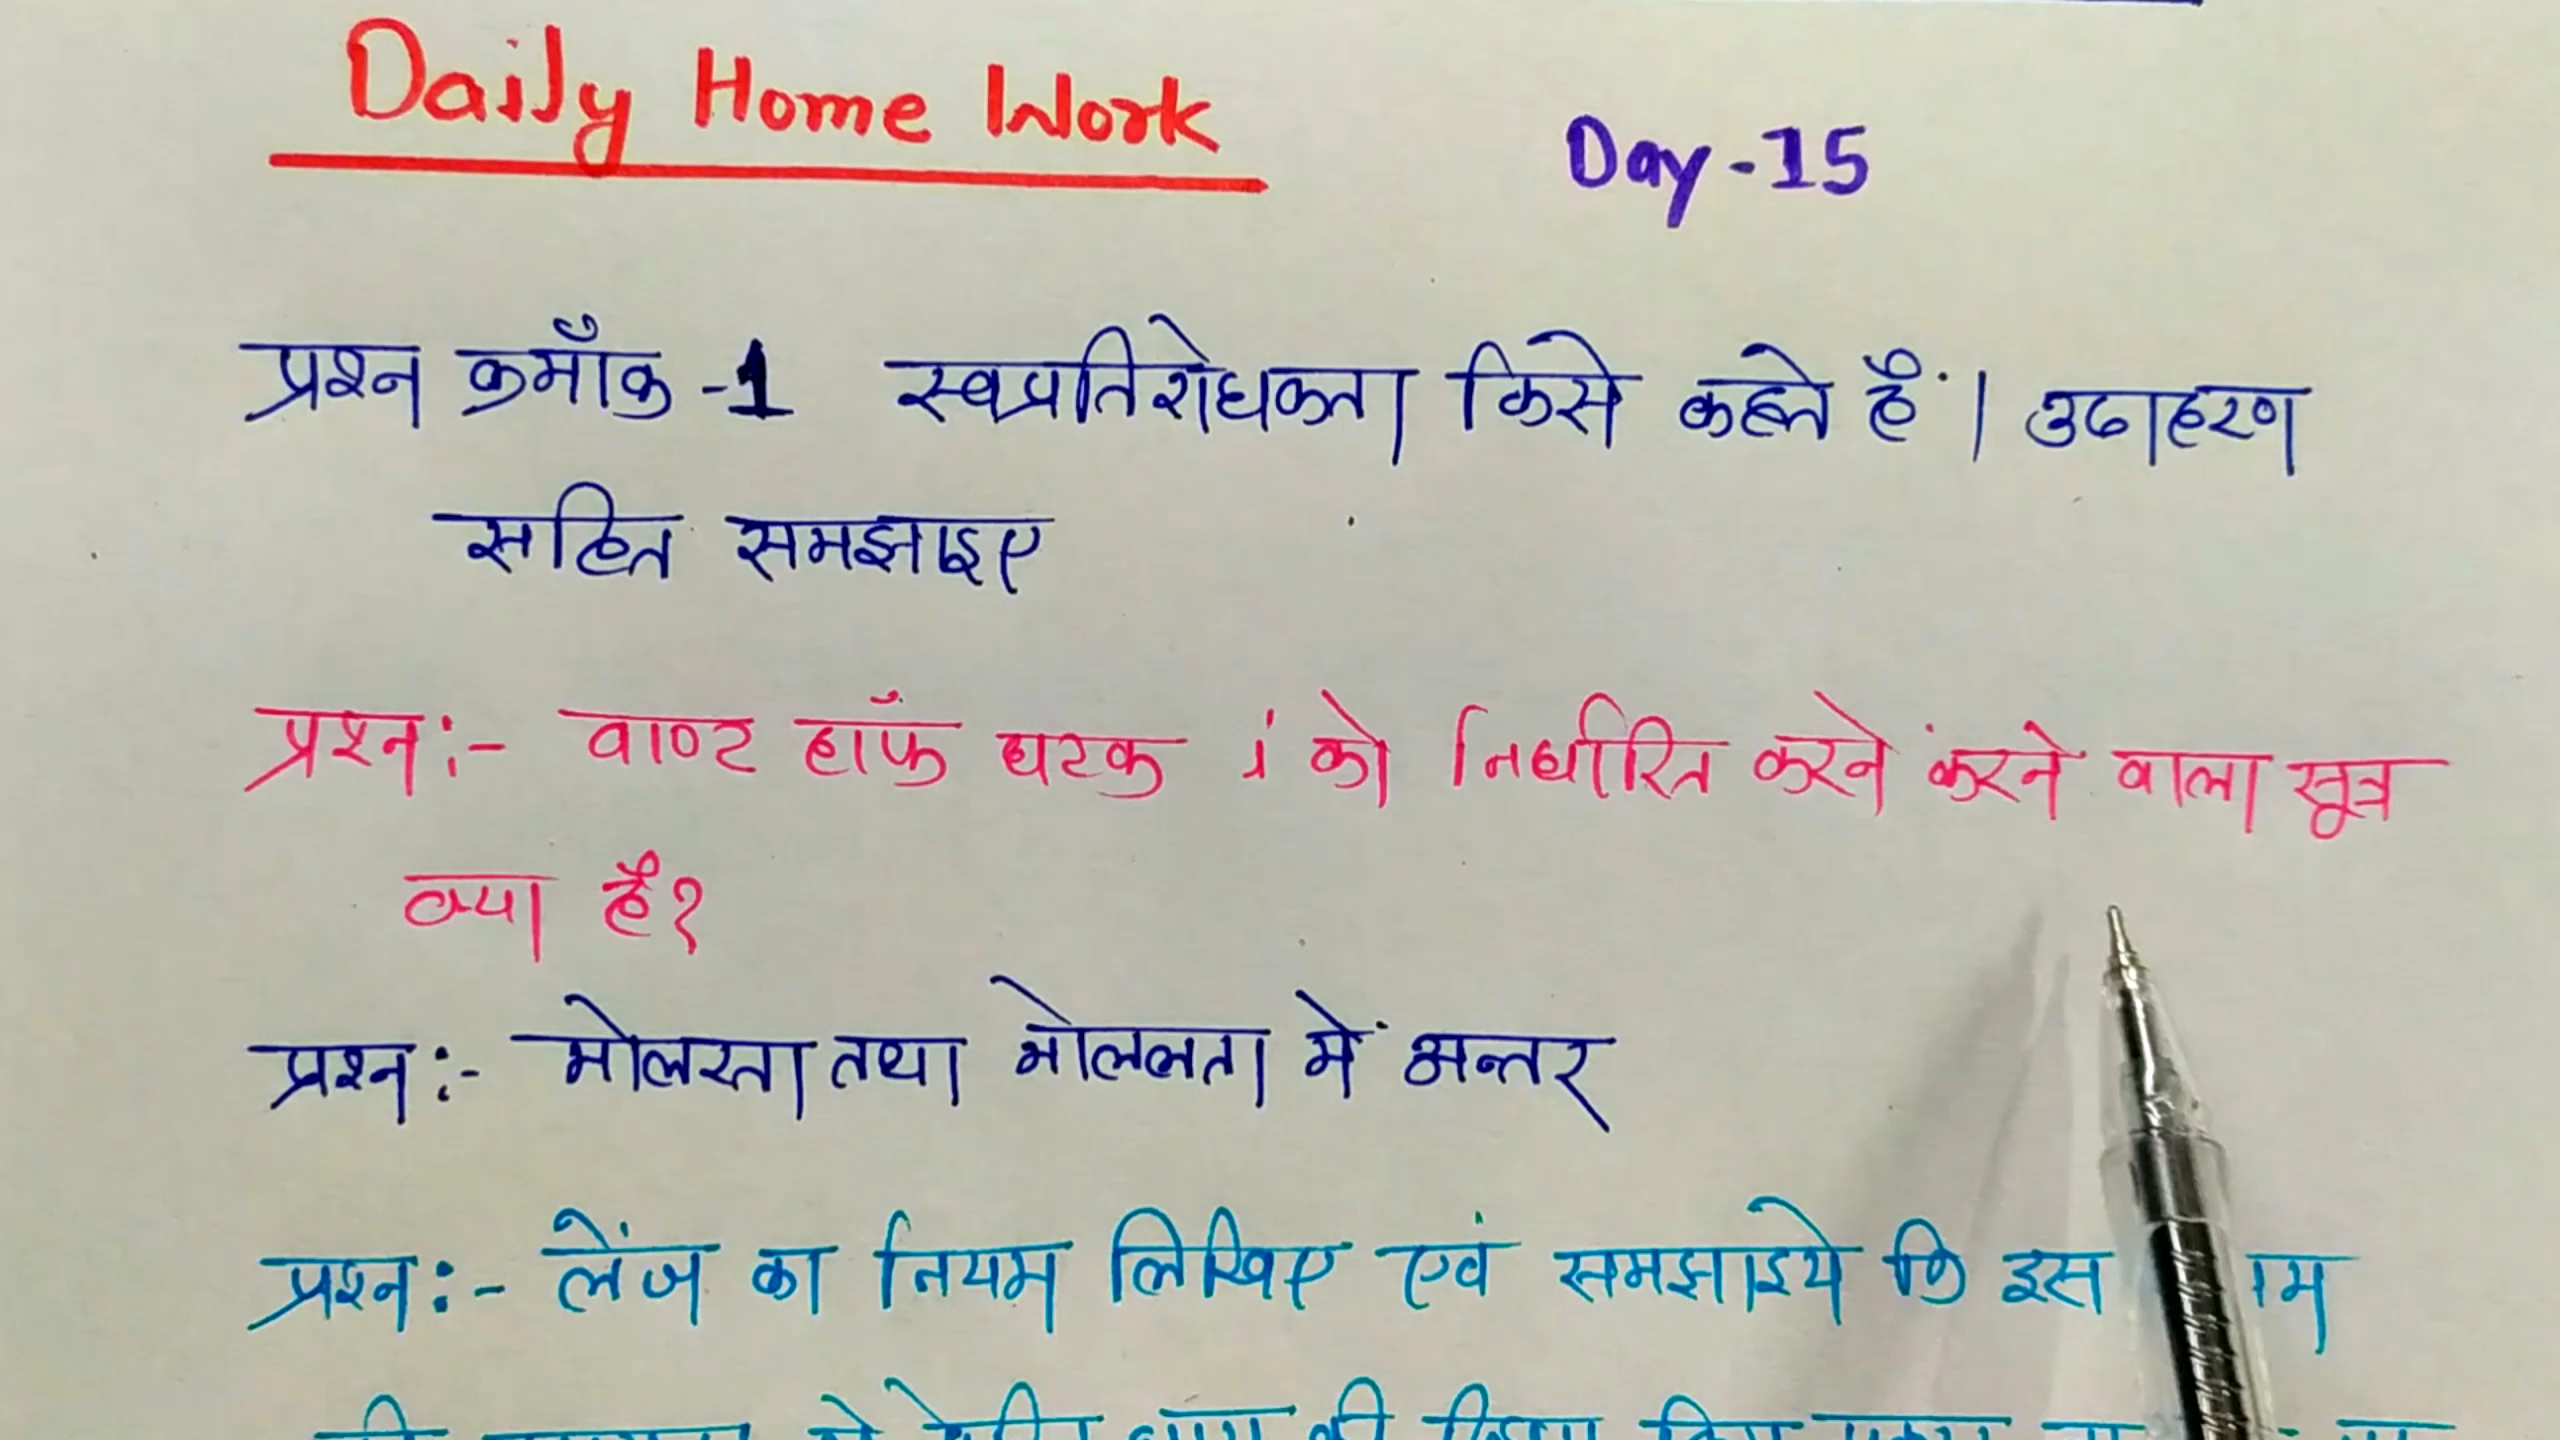 Daily Home Work
Day-15
प्रश्न क्रमाँक -1 स्वप्रतिरोधकता किसे कहते हैं। उदाहरण
सहित समझाइए
प्रश्न:- वाण्ट हॉफ घटक i को निर्धारित करने करने वाला सूत्र
क्या है?
प्रश्न:- मोलरता तथा मोललता में अन्तर
प्रश्न:- लेंज का नियम लिखिए एवं समझाइये कि इस